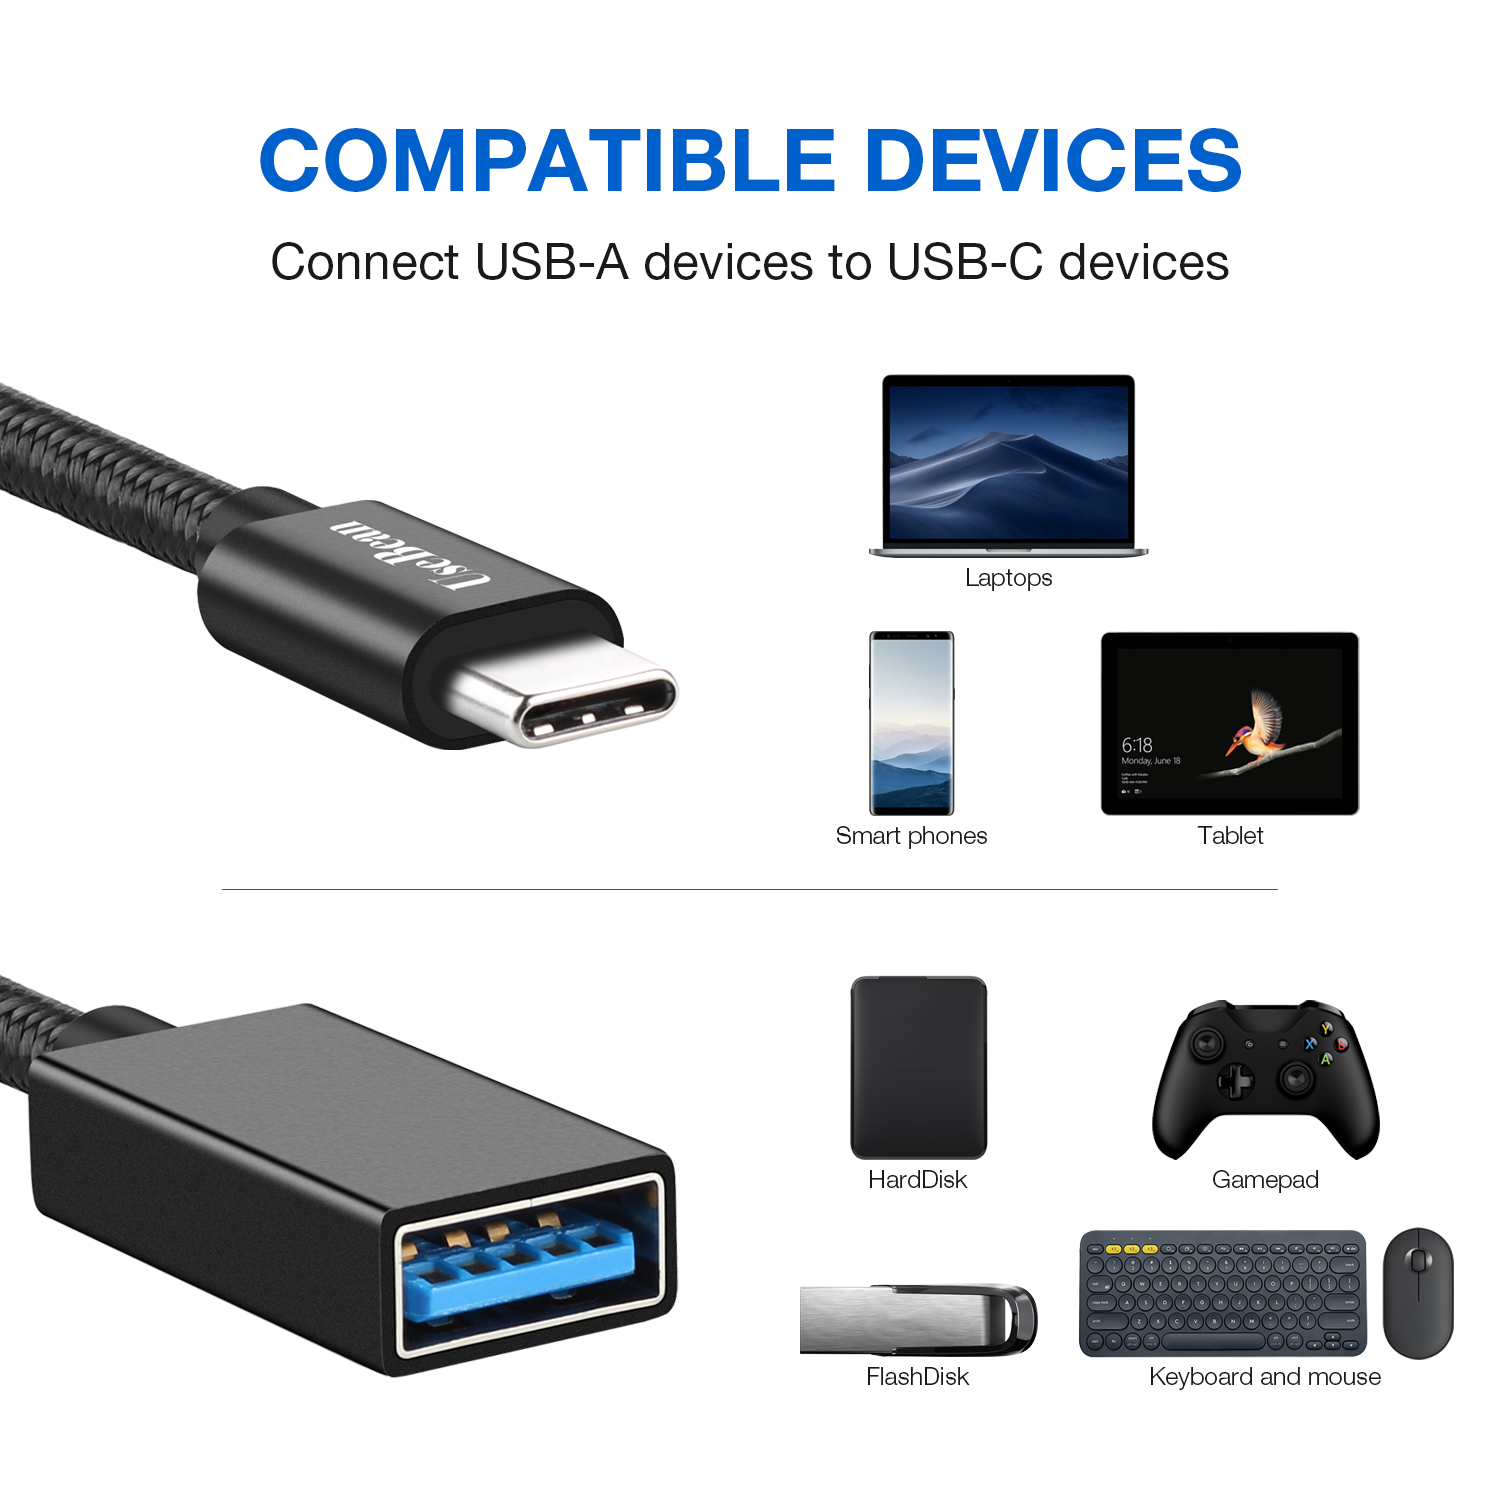 COMPATIBLE DEVICES
Connect USB-A devices to USB-C devices
UseBean
Laptops
6:18
Monday, June 18
Smart phones
Tablet
HardDisk
Y
X
B
A
Gamepad
FlashDisk
Keyboard and mouse